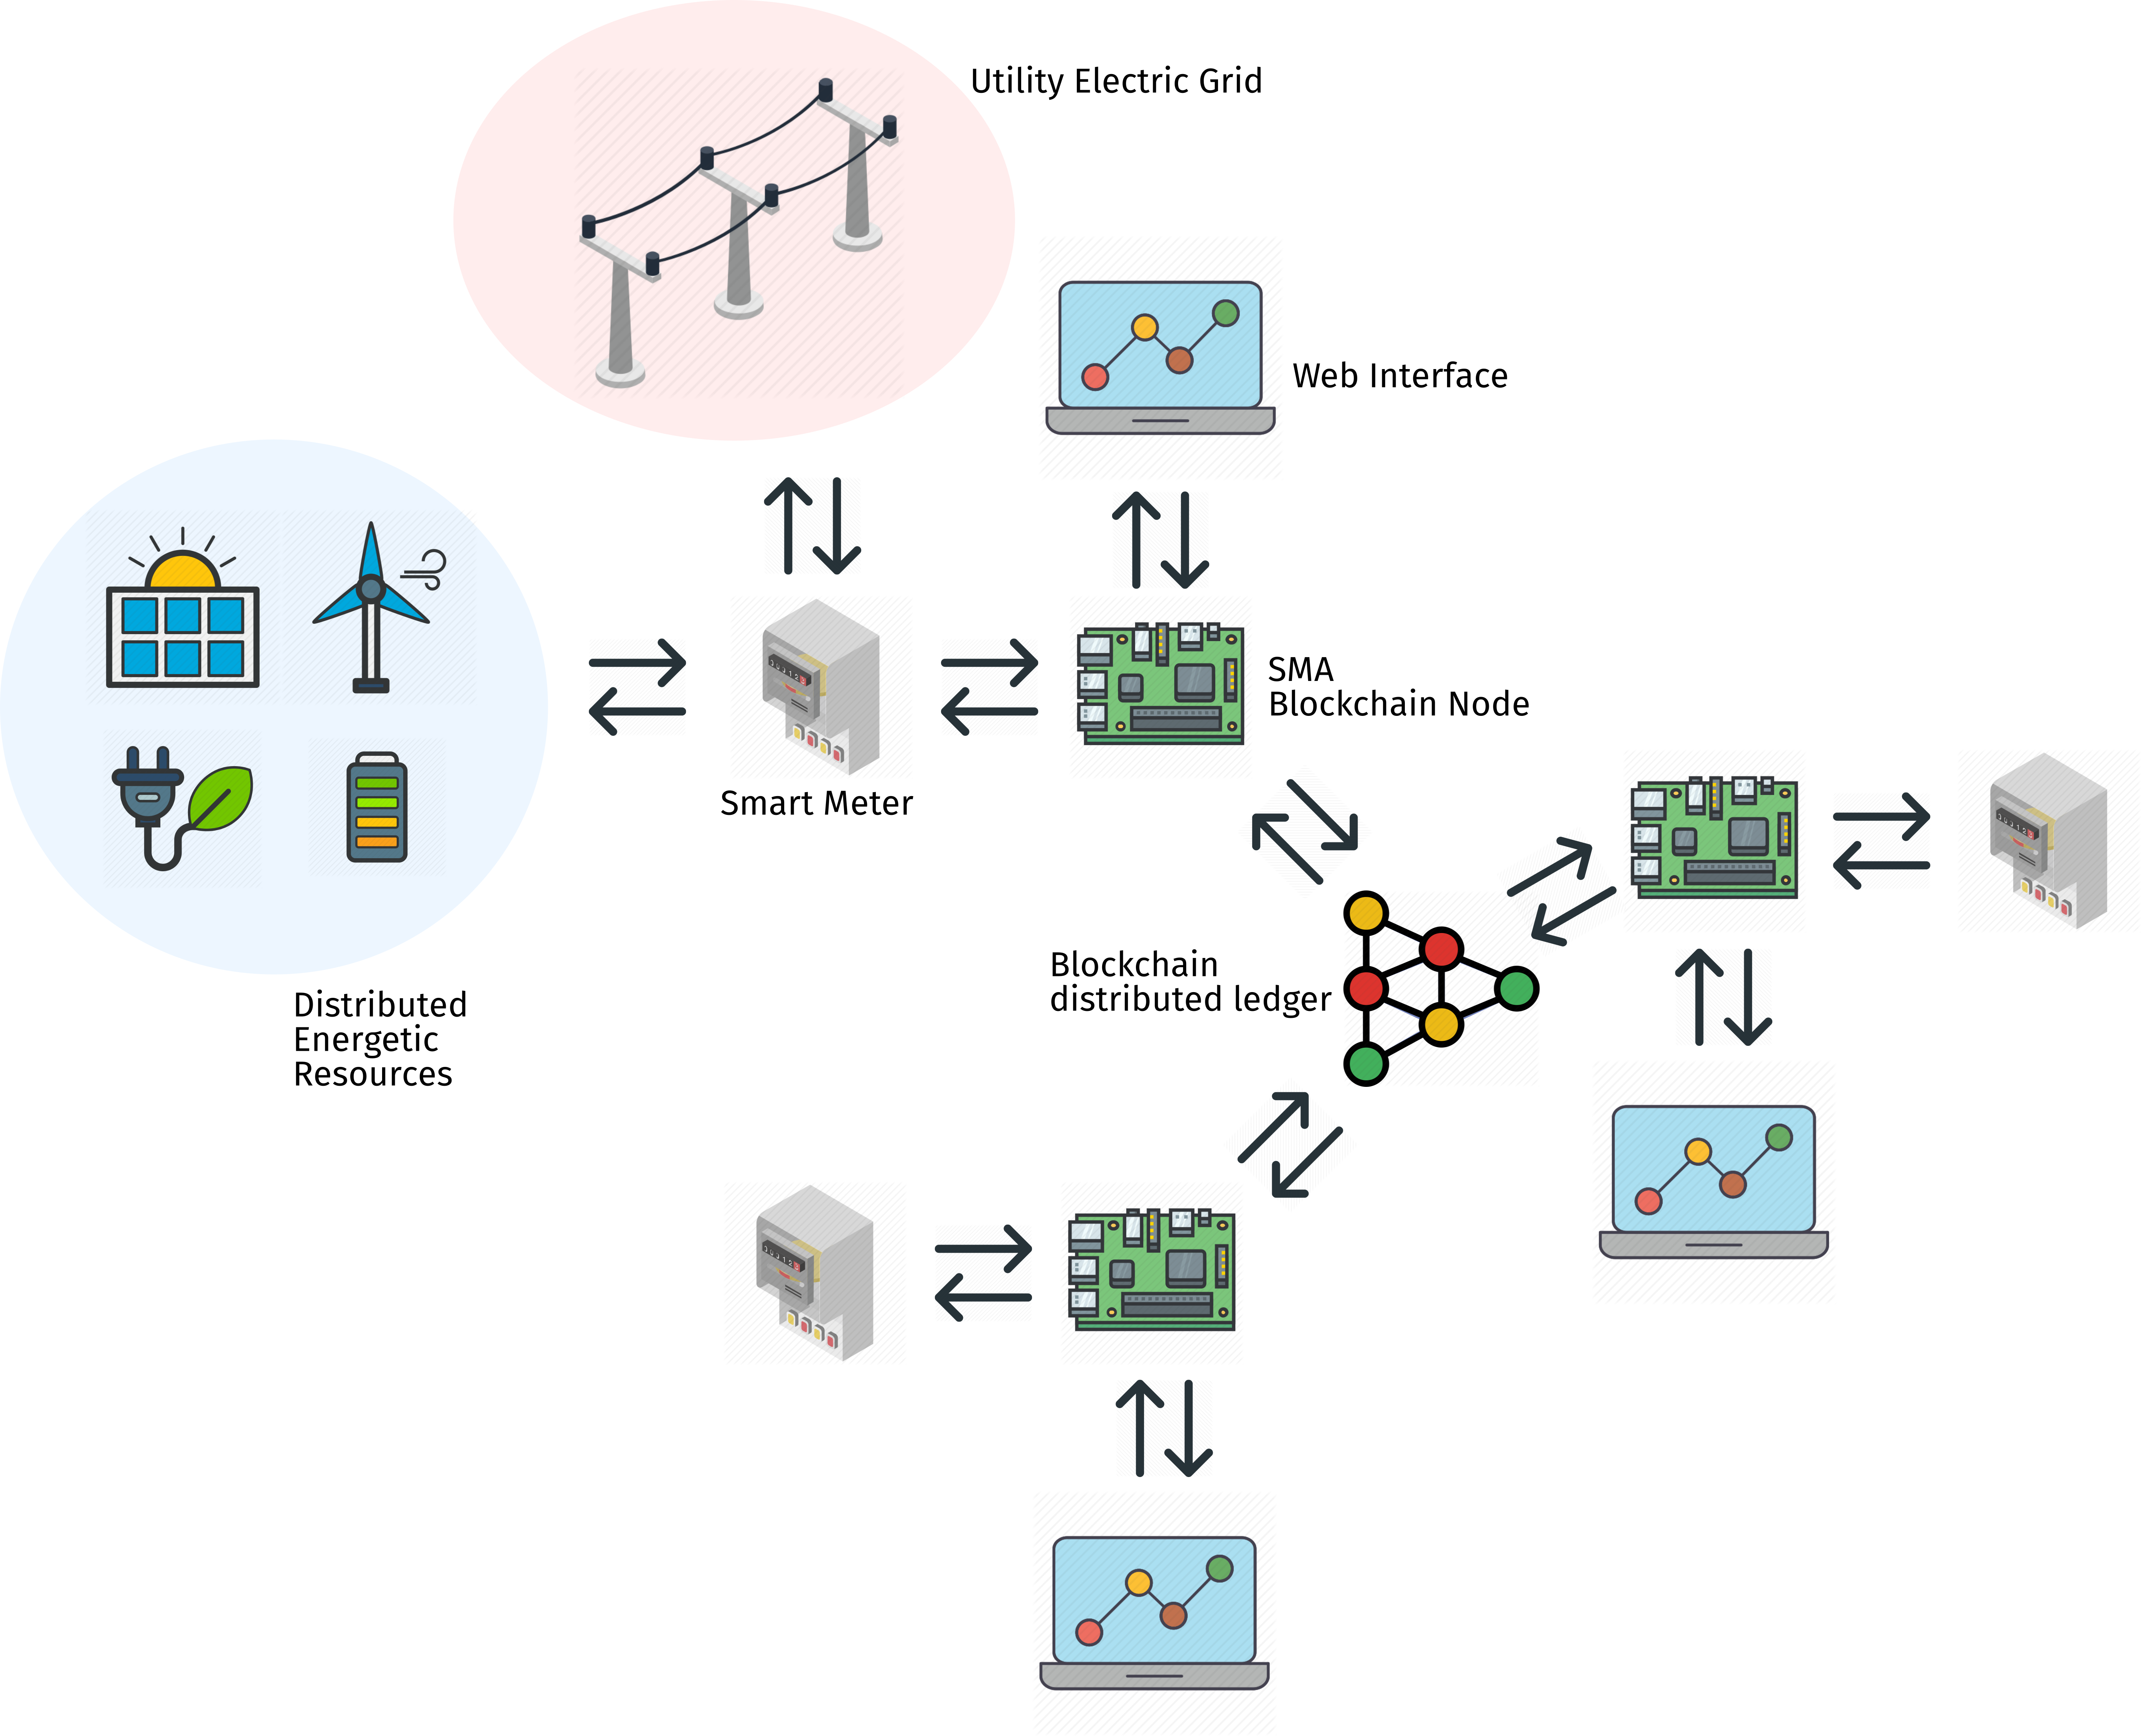 Utility Electric Grid
Web Interface
SMA
Blockchain Node
Smart Meter
Blockchain
distributed ledger
Distributed
Energetic
Resources